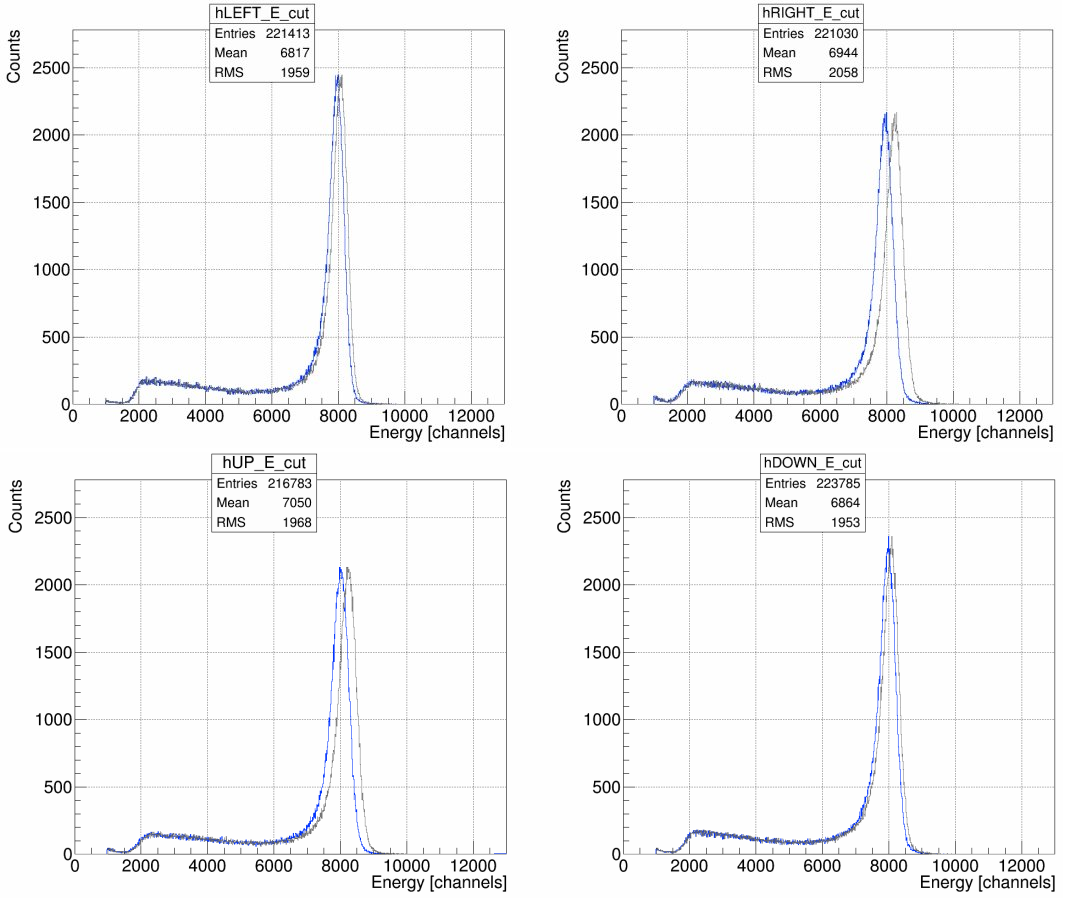 hLEFT_E_cut
Entries 221413
Mean 6817
RMS 1959
Counts
2500
2000
1500
1000
500
0
0 2000 4000 6000 8000 10000 12000
Energy [channels]
hRIGHT_E_cut
Entries 221030
Mean 6944
RMS 2058
Counts
2500
2000
1500
1000
500
0
0 2000 4000 6000 8000 10000 12000
Energy [channels]
hUP_E_cut
Entries 216783
Mean 7050
RMS 1968
Counts
2500
2000
1500
1000
500
0
0 2000 4000 6000 8000 10000 12000
Energy [channels]
hDOWN_E_cut
Entries 223785
Mean 6864
RMS 1953
Counts
2500
2000
1500
1000
500
0
0 2000 4000 6000 8000 10000 12000
Energy [channels]